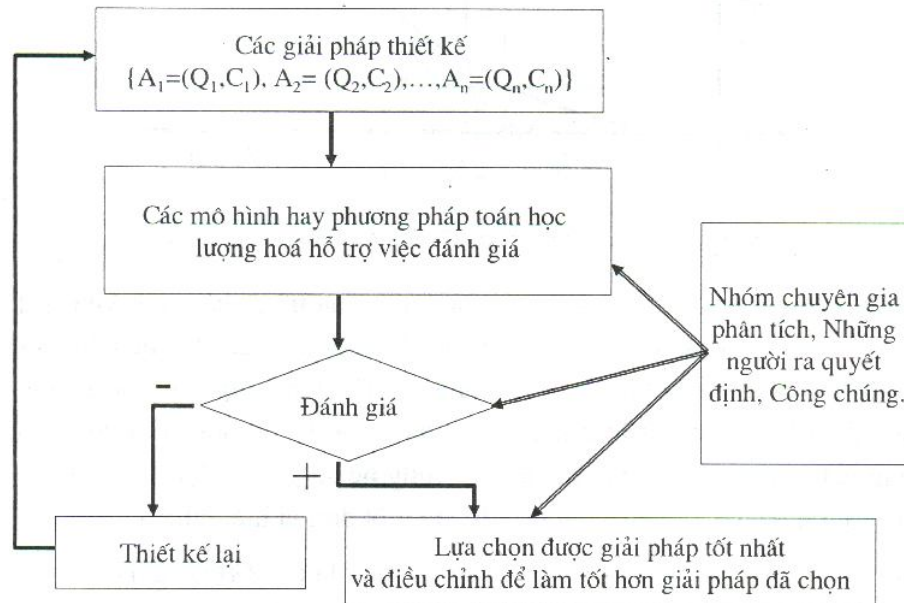 Các giải pháp thiết kế
{A₁=(Q₁,C₁), A₂= (Q₂,C₂),...,Aₙ=(Qₙ,Cₙ)}
Các mô hình hay phương pháp toán học
lượng hoá hỗ trợ việc đánh giá
Nhóm chuyên gia
phân tích, Những
người ra quyết
định, Công chúng.
-
Đánh giá
+
Thiết kế lại
Lựa chọn được giải pháp tốt nhất
và điều chỉnh để làm tốt hơn giải pháp đã chọn